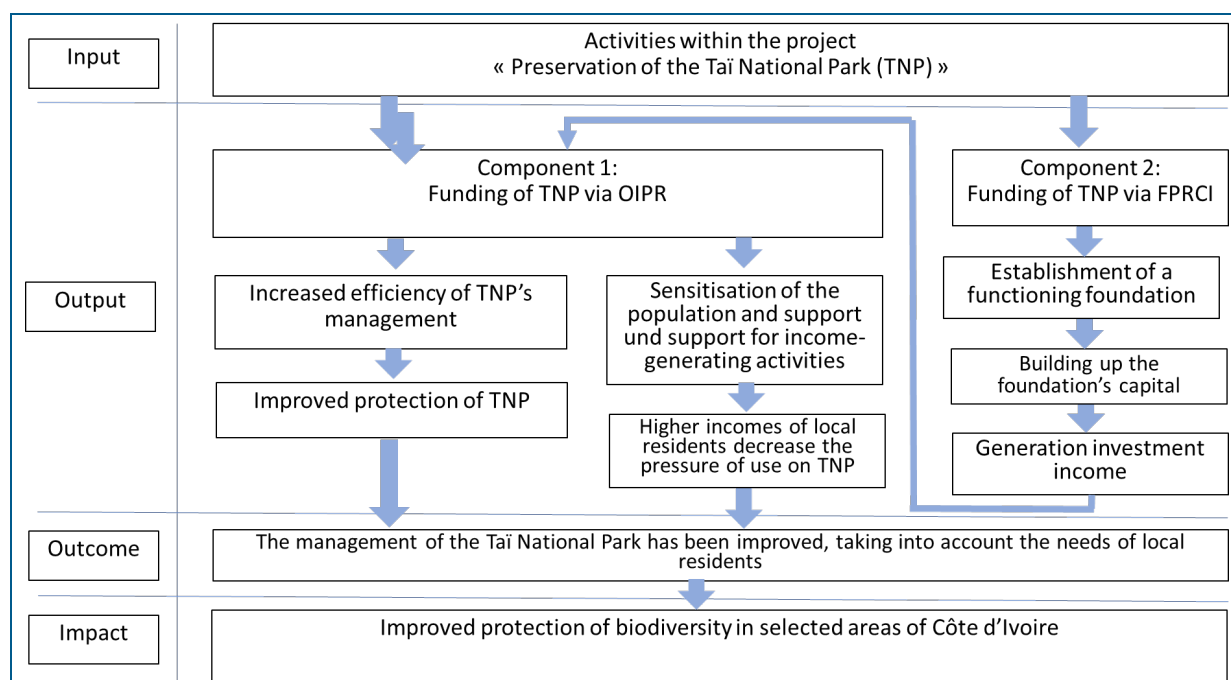 Input
Activities within the project
« Preservation of the Taï National Park (TNP) »
Output
Component 1:
Funding of TNP via OIPR
Component 2:
Funding of TNP via FPRCI
Increased efficiency of TNP's
management
Improved protection of TNP
Sensitisation of the
population and support
und support for income-
generating activities
Higher incomes of local
residents decrease the
pressure of use on TNP
Establishment of a
functioning foundation
Building up the
foundation's capital
Generation investment
income
Outcome
The management of the Taï National Park has been improved, taking into account the needs of local
residents
Impact
Improved protection of biodiversity in selected areas of Côte d'Ivoire